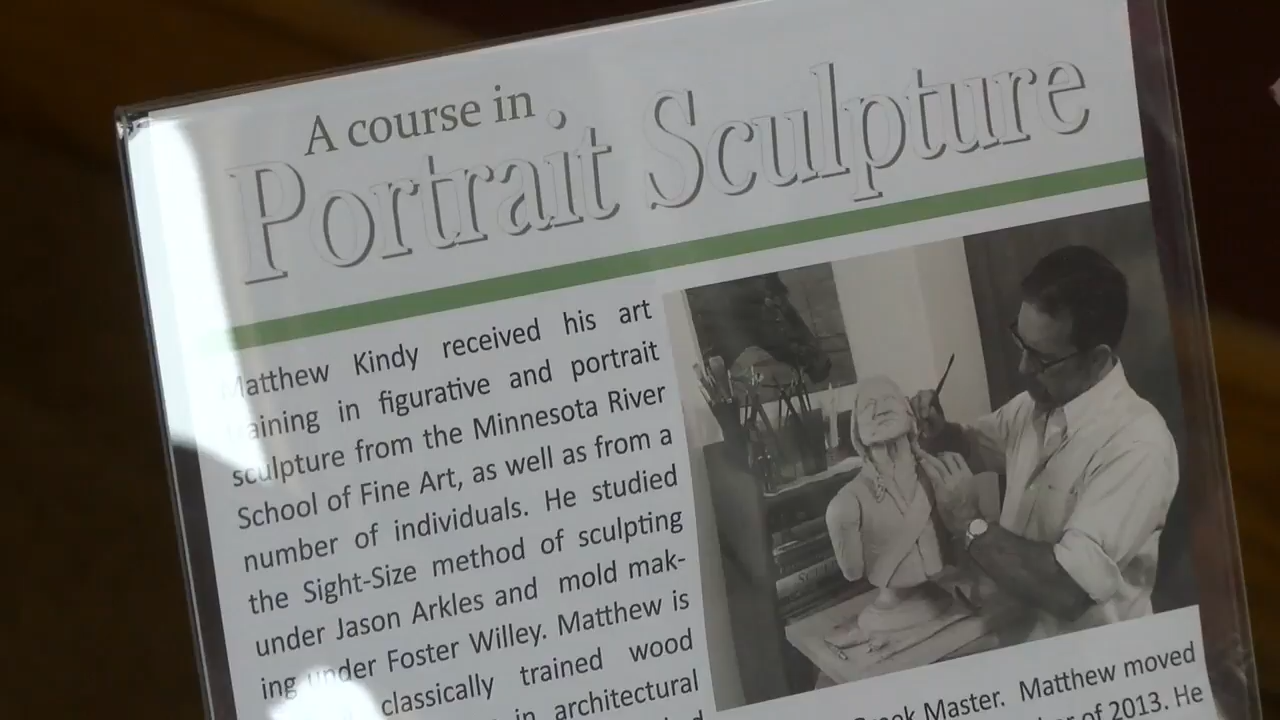 A course in
Portrait Sculpture
Matthew Kindy received his art
training in figurative and portrait
sculpture from the Minnesota River
School of Fine Art, as well as from a
number of individuals. He studied
the Sight-Size method of sculpting
under Jason Arkles and mold mak-
ing under Foster Willey. Matthew is
classically trained wood
in architectural
Master. Matthew moved
of 2013. He